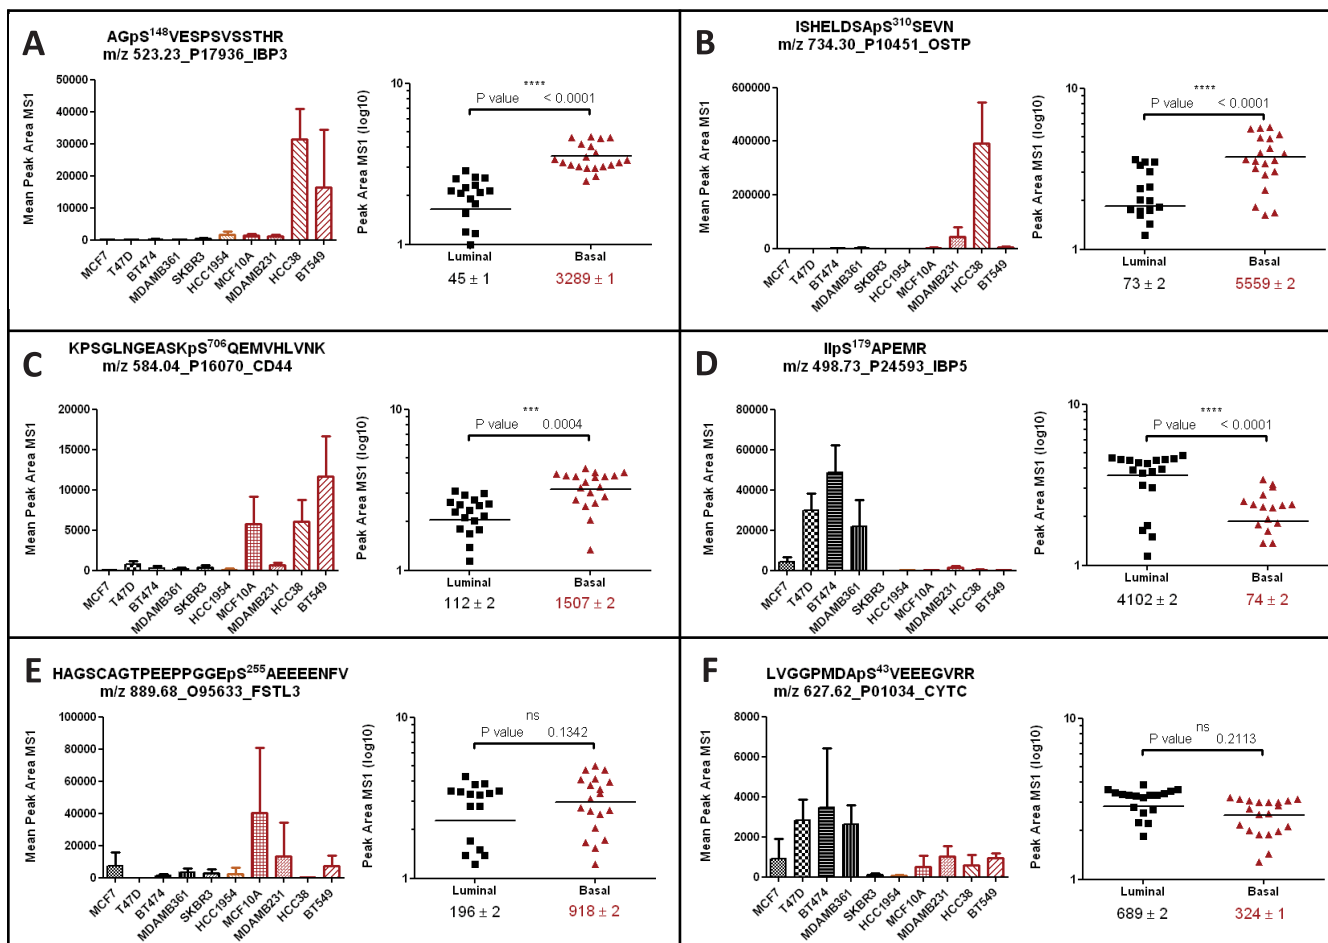 A
AGpS148VESPSVSSTHR
m/z 523.23_P17936_IBP3
Mean Peak Area MS1
50000
40000
30000
20000
10000
0
MCF7
T47D
BT474
MDAMB361
SKBR3
HCC1954
MCF10A
MDAMB231
HCC38
BT549
Peak Area MS1 (log10)
10
1
****
P value < 0.0001
Luminal Basal
45 ± 1 3289 ± 1
B
ISHELDSApS310SEVN
m/z 734.30_P10451_OSTP
Mean Peak Area MS1
600000
400000
200000
0
MCF7
T47D
BT474
MDAMB361
SKBR3
HCC1954
MCF10A
MDAMB231
HCC38
BT549
Peak Area MS1 (log10)
10
1
****
P value < 0.0001
Luminal Basal
73 ± 2 5559 ± 2
C
KPSGLNGEASKpS706QEMVHLVNK
m/z 584.04_P16070_CD44
Mean Peak Area MS1
20000
15000
10000
5000
0
MCF7
T47D
BT474
MDAMB361
SKBR3
HCC1954
MCF10A
MDAMB231
HCC38
BT549
Peak Area MS1 (log10)
10
1
***
P value 0.0004
Luminal Basal
112 ± 2 1507 ± 2
D
IIpS179APEMR
m/z 498.73_P24593_IBP5
Mean Peak Area MS1
80000
60000
40000
20000
0
MCF7
T47D
BT474
MDAMB361
SKBR3
HCC1954
MCF10A
MDAMB231
HCC38
BT549
Peak Area MS1 (log10)
10
1
****
P value < 0.0001
Luminal Basal
4102 ± 2 74 ± 2
E
HAGSCAGTPEEPPGGEpS255AEEEENFV
m/z 889.68_O95633_FSTL3
Mean Peak Area MS1
100000
80000
60000
40000
20000
0
MCF7
T47D
BT474
MDAMB361
SKBR3
HCC1954
MCF10A
MDAMB231
HCC38
BT549
Peak Area MS1 (log10)
10
1
ns
P value 0.1342
Luminal Basal
196 ± 2 918 ± 2
F
LVGGPMDApS43VEEEGVRR
m/z 627.62_P01034_CYTC
Mean Peak Area MS1
8000
6000
4000
2000
0
MCF7
T47D
BT474
MDAMB361
SKBR3
HCC1954
MCF10A
MDAMB231
HCC38
BT549
Peak Area MS1 (log10)
10
1
ns
P value 0.2113
Luminal Basal
689 ± 2 324 ± 1